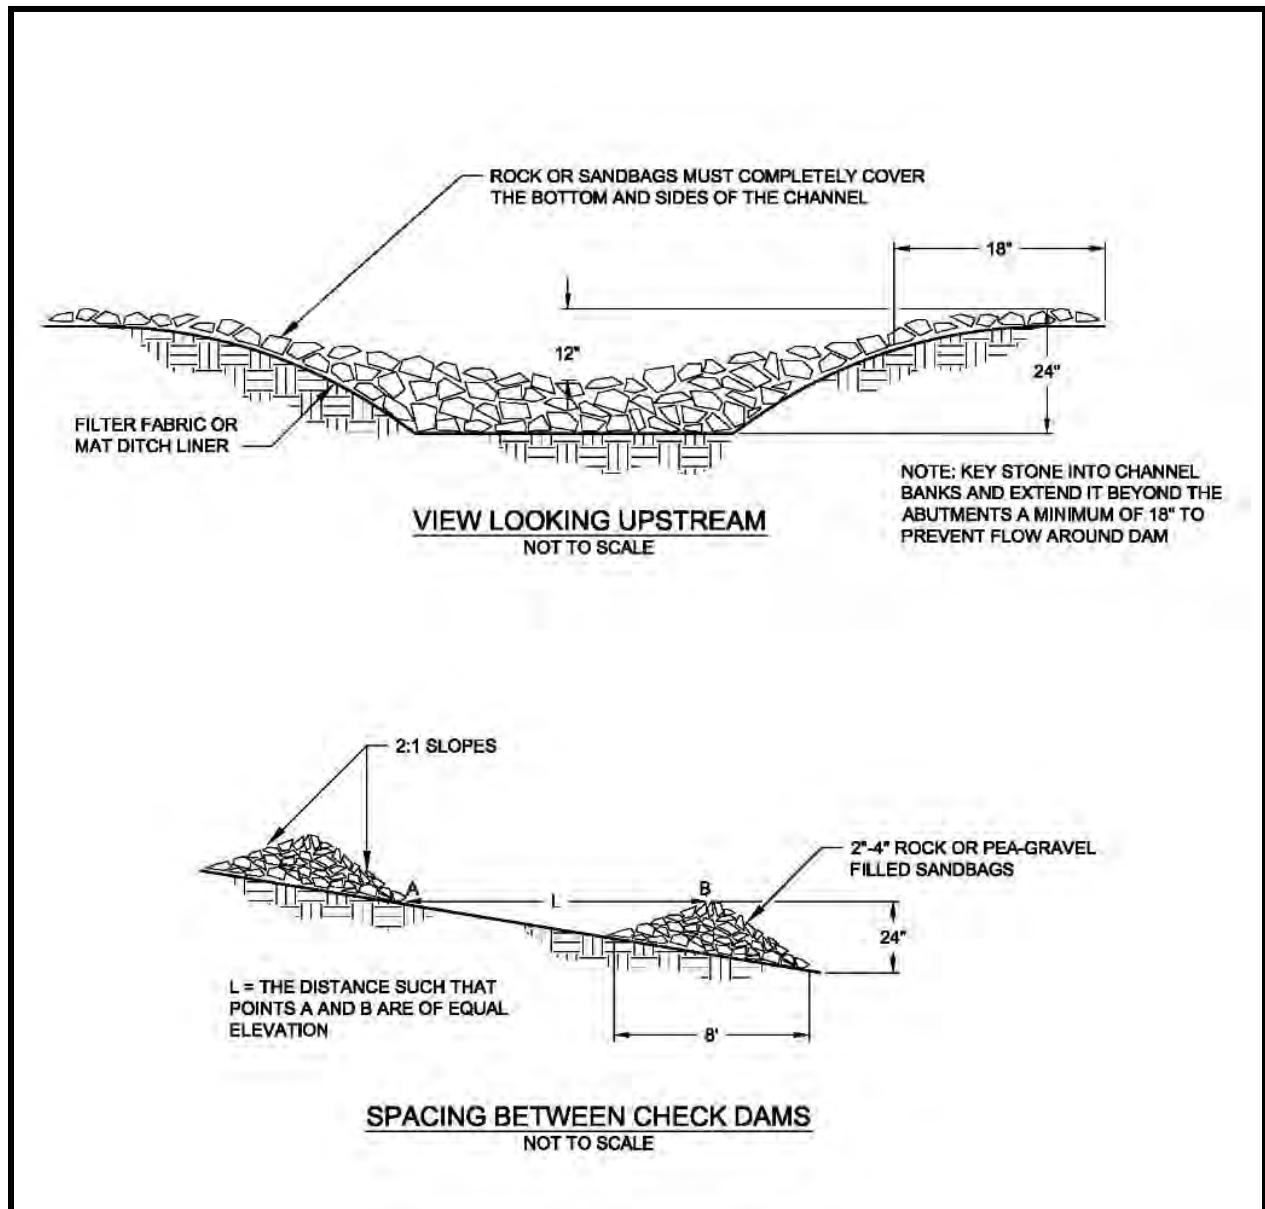 ROCK OR SANDBAGS MUST COMPLETELY COVER
THE BOTTOM AND SIDES OF THE CHANNEL
18"
12"
24"
FILTER FABRIC OR
MAT DITCH LINER
NOTE: KEY STONE INTO CHANNEL
BANKS AND EXTEND IT BEYOND THE
ABUTMENTS A MINIMUM OF 18" TO
PREVENT FLOW AROUND DAM
VIEW LOOKING UPSTREAM
NOT TO SCALE
2:1 SLOPES
2"-4" ROCK OR PEA-GRAVEL
FILLED SANDBAGS
A
L
B
24"
L = THE DISTANCE SUCH THAT
POINTS A AND B ARE OF EQUAL
ELEVATION
8'
SPACING BETWEEN CHECK DAMS
NOT TO SCALE